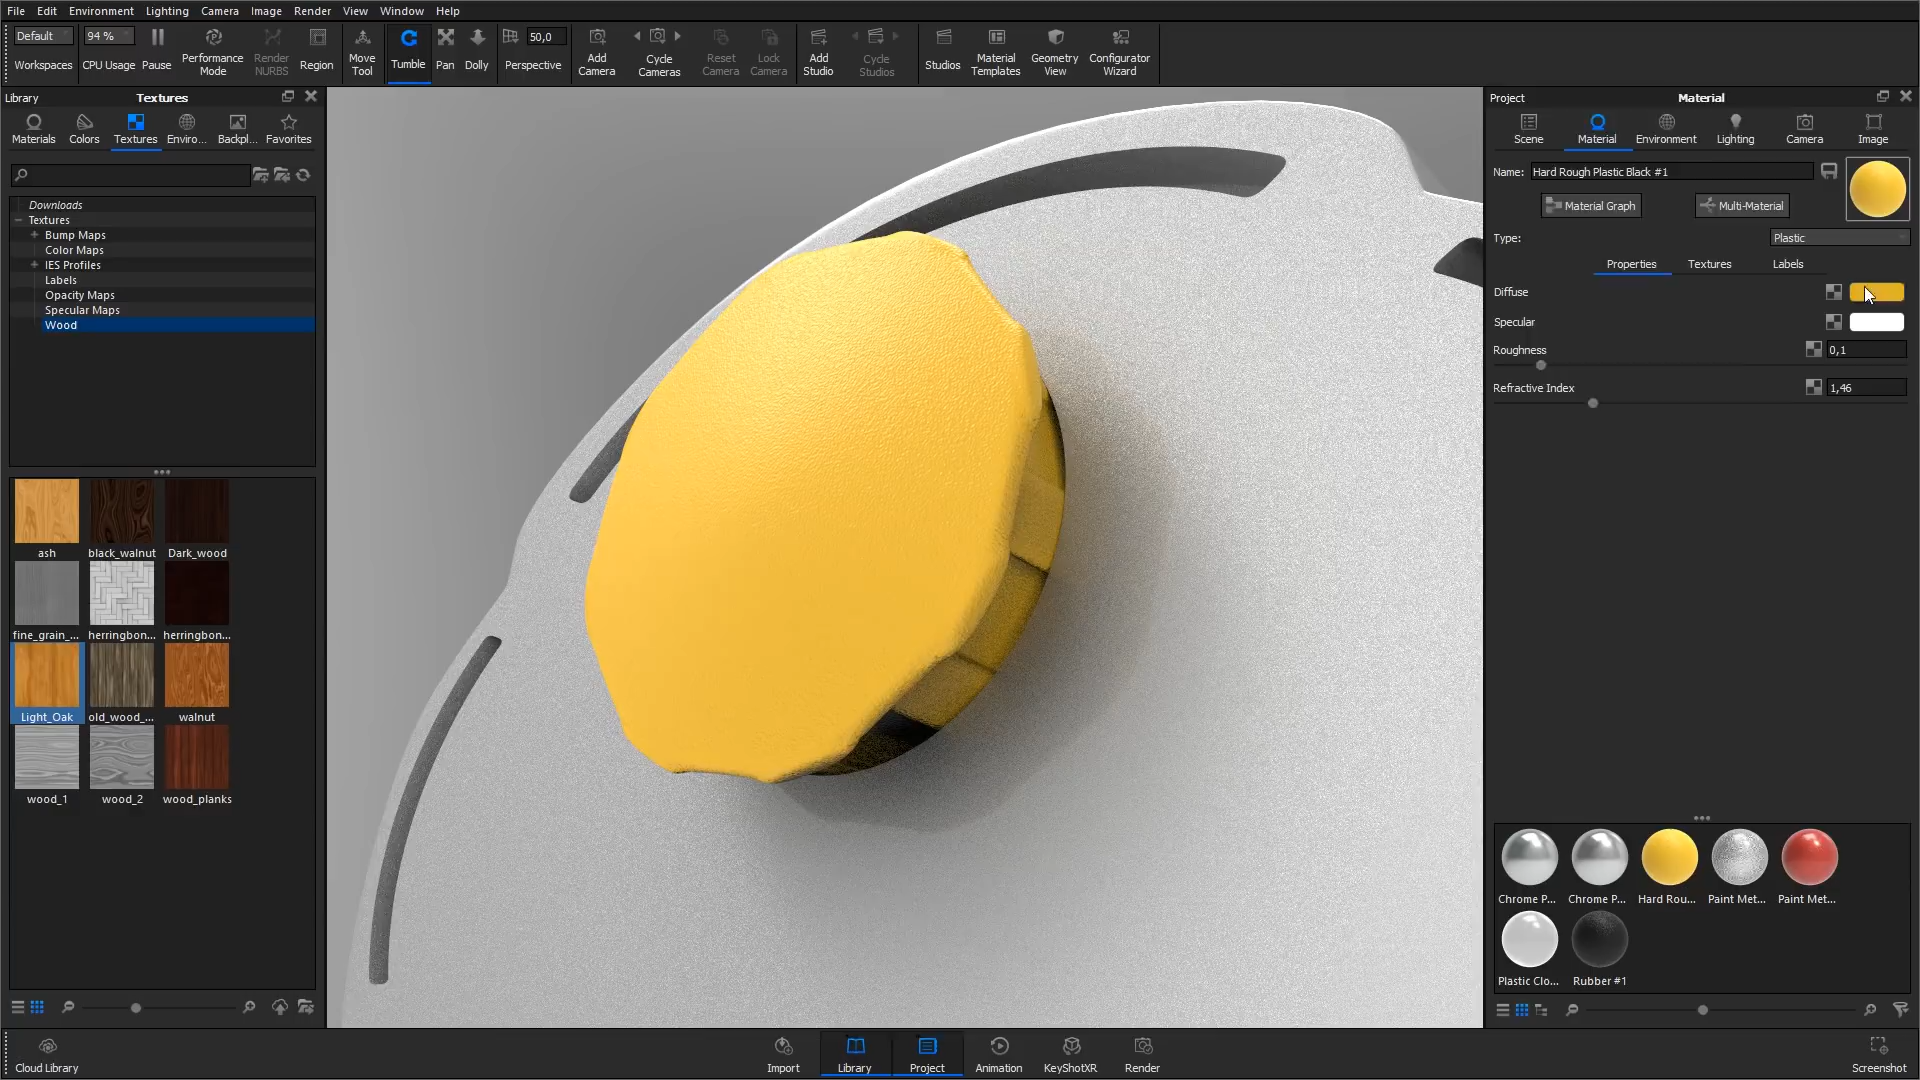 File Edit Environment Lighting Camera Image Render View Window Help
Default 94 % 50,0
Workspaces CPU Usage Pause Performance Mode Render NURBS Region Move Tool Tumble Pan Dolly Perspective Add Camera Cycle Cameras Reset Camera Lock Camera Add Studio Cycle Studios Studios Material Templates Geometry View Configurator Wizard
Library Textures
Materials Colors Textures Enviro... Backpl... Favorites
Downloads
Textures
Bump Maps
Color Maps
IES Profiles
Labels
Opacity Maps
Specular Maps
Wood
ash black_walnut Dark_wood
fine_grain_... herringbon... herringbon...
Light_Oak old_wood_... walnut
wood_1 wood_2 wood_planks
Project Material
Scene Material Environment Lighting Camera Image
Name: Hard Rough Plastic Black #1
Material Graph Multi-Material
Type: Plastic
Properties Textures Labels
Diffuse
Specular
Roughness 0,1
Refractive Index 1,46
Chrome P... Chrome P... Hard Rou... Paint Met... Paint Met...
Plastic Clo... Rubber #1
Cloud Library Import Library Project Animation KeyShotXR Render Screenshot